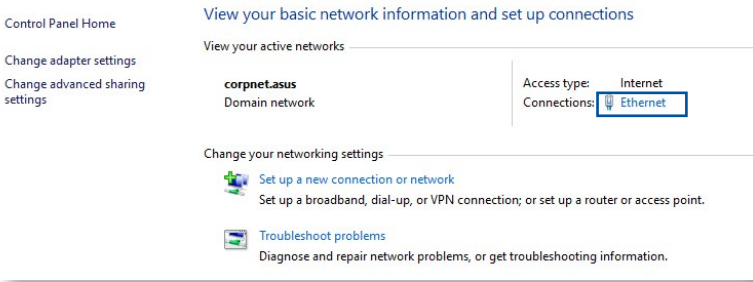 Control Panel Home
Change adapter settings
Change advanced sharing
settings
View your basic network information and set up connections
View your active networks
corpnet.asus
Domain network
Access type: Internet
Connections: Ethernet
Change your networking settings
Set up a new connection or network
Set up a broadband, dial-up, or VPN connection; or set up a router or access point.
Troubleshoot problems
Diagnose and repair network problems, or get troubleshooting information.